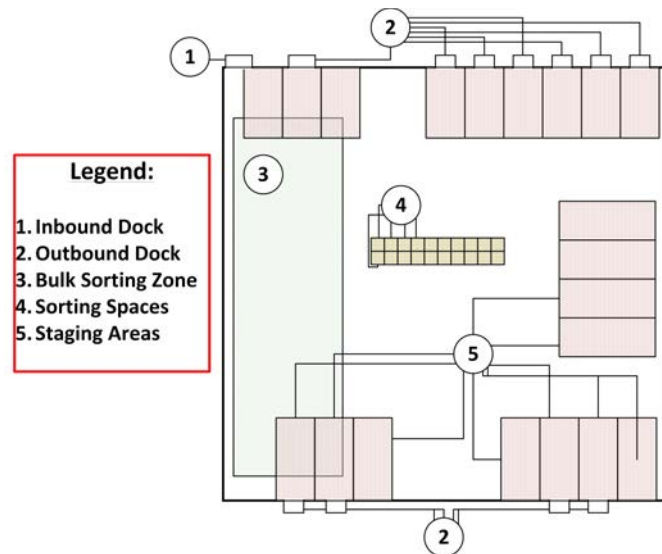 2
1
3
Legend:
4
1. Inbound Dock
2. Outbound Dock
3. Bulk Sorting Zone
4. Sorting Spaces
5. Staging Areas
5
2